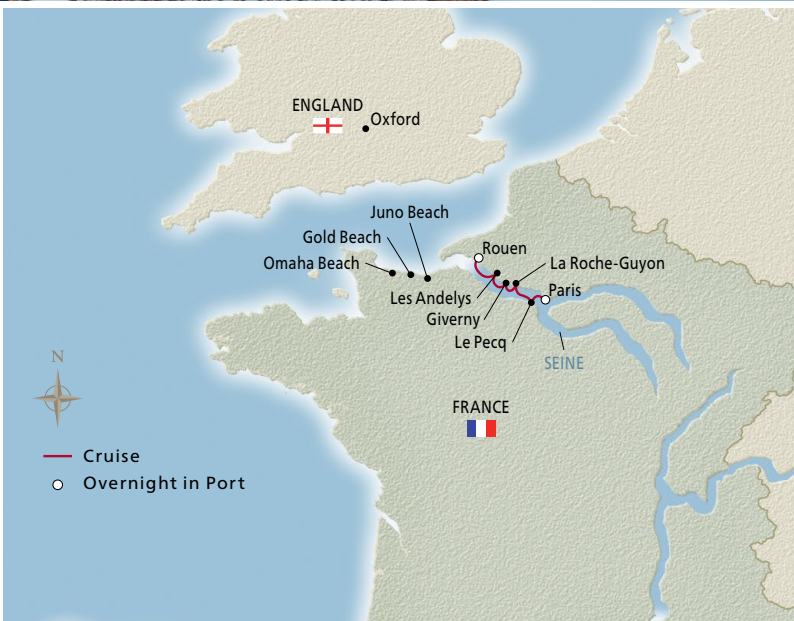 ENGLAND
Oxford
Juno Beach
Gold Beach
Omaha Beach
Rouen
La Roche-Guyon
Les Andelys
Paris
Giverny
Le Pecq
SEINE
N
FRANCE
Cruise
Overnight in Port